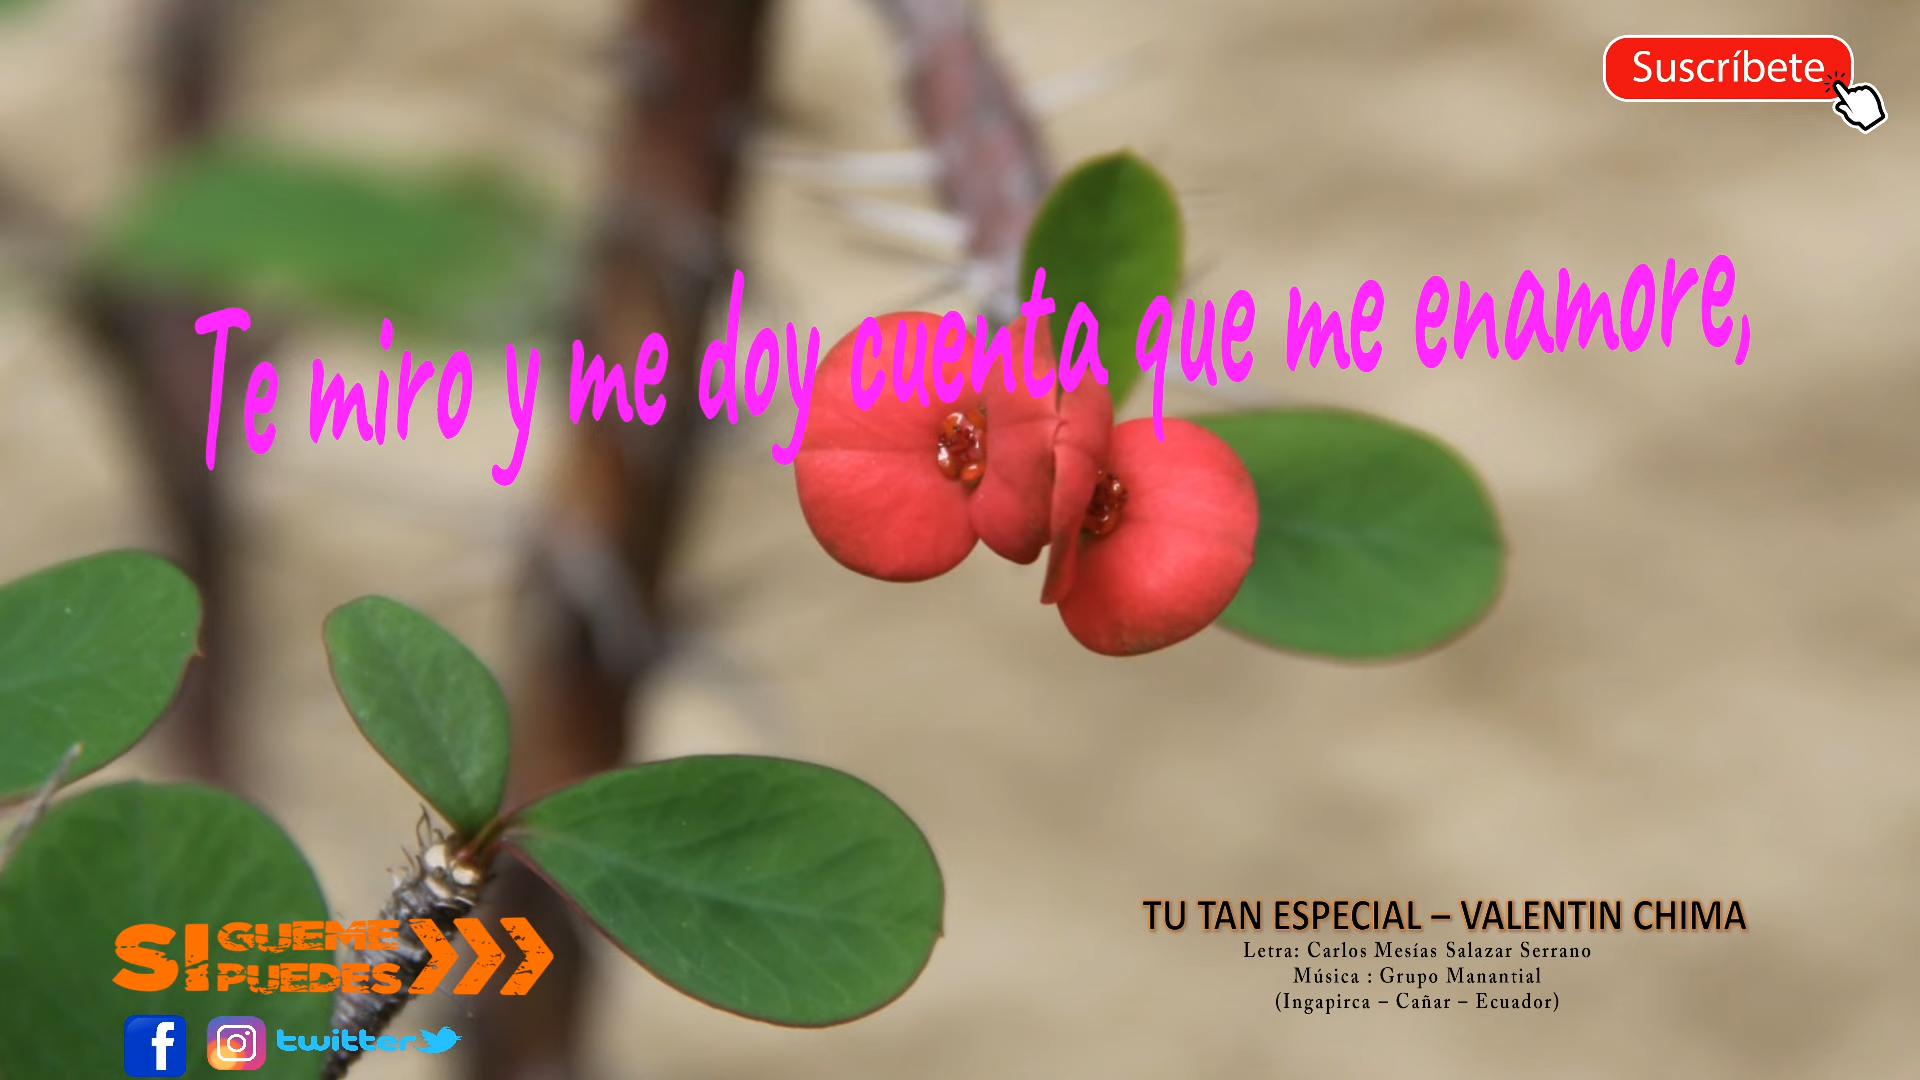 Suscríbete
Te miro y me doy cuenta que me enamore,
TU TAN ESPECIAL – VALENTIN CHIMA
Letra: Carlos Mesías Salazar Serrano
Música : Grupo Manantial
(Ingapirca – Cañar – Ecuador)
SIGUEME
SI PUEDES
f
twitter